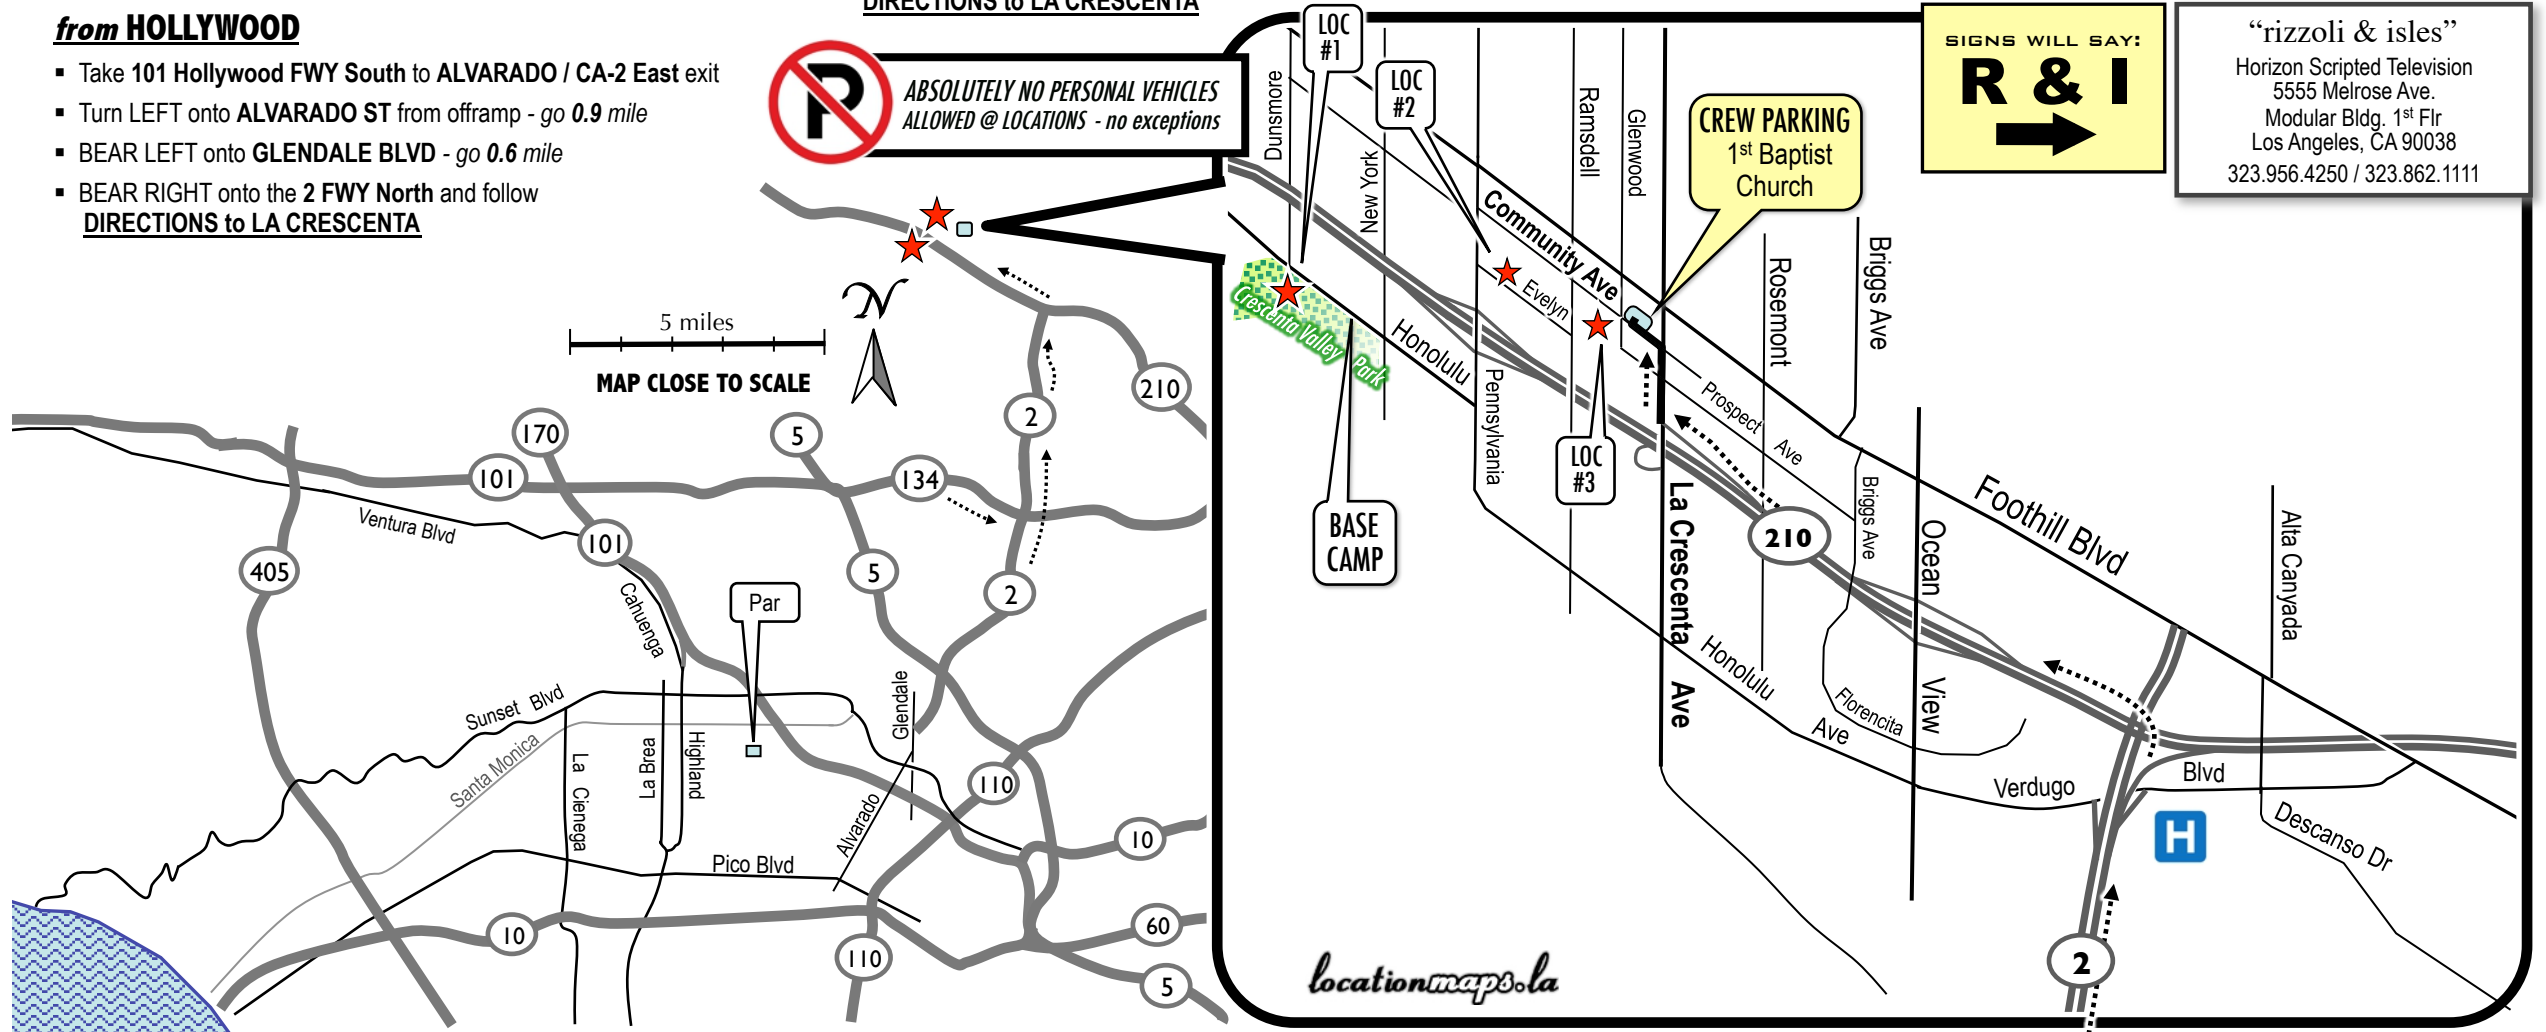 DIRECTIONS to LA CRESCENTA
from HOLLYWOOD
▪ Take 101 Hollywood FWY South to ALVARADO / CA-2 East exit
▪ Turn LEFT onto ALVARADO ST from offramp - go 0.9 mile
▪ BEAR LEFT onto GLENDALE BLVD - go 0.6 mile
▪ BEAR RIGHT onto the 2 FWY North and follow
DIRECTIONS to LA CRESCENTA
P
ABSOLUTELY NO PERSONAL VEHICLES
ALLOWED @ LOCATIONS - no exceptions
N
5 miles
MAP CLOSE TO SCALE
170
101
5
134
2
210
Ventura Blvd
101
405
5
2
Cahuenga
Par
Sunset Blvd
Santa Monica
La Cienega
La Brea
Highland
Glendale
Alvarado
Pico Blvd
110
10
10
60
110
5
LOC
#1
LOC
#2
Dunsmore
New York
Ramsdell
Glenwood
CREW PARKING
1st Baptist
Church
SIGNS WILL SAY:
R & I
“rizzoli & isles”
Horizon Scripted Television
5555 Melrose Ave.
Modular Bldg. 1st Flr
Los Angeles, CA 90038
323.956.4250 / 323.862.1111
Community Ave
Evelyn
Crescenta Valley Park
Honolulu
Pennsylvania
LOC
#3
BASE
CAMP
Rosemont
Briggs Ave
Prospect Ave
Briggs Ave
La Crescenta Ave
210
Ocean View
Foothill Blvd
Alta Canyada
Honolulu Ave
Florencita
Verdugo Blvd
H
Descanso Dr
2
locationmaps.la